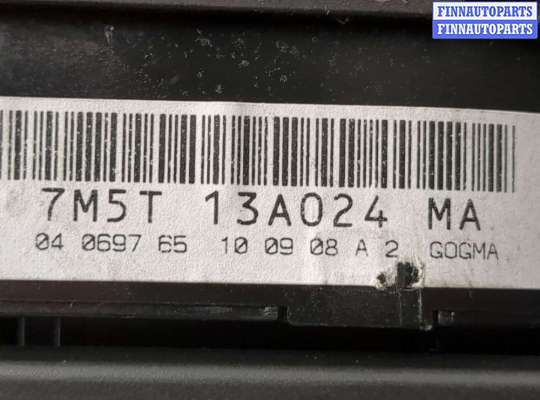 FINNAUTOPARTS
FINNAUTOPARTS
7M5T 13A024 MA
04 0697 65 10 09 08 A 2 GOGMA